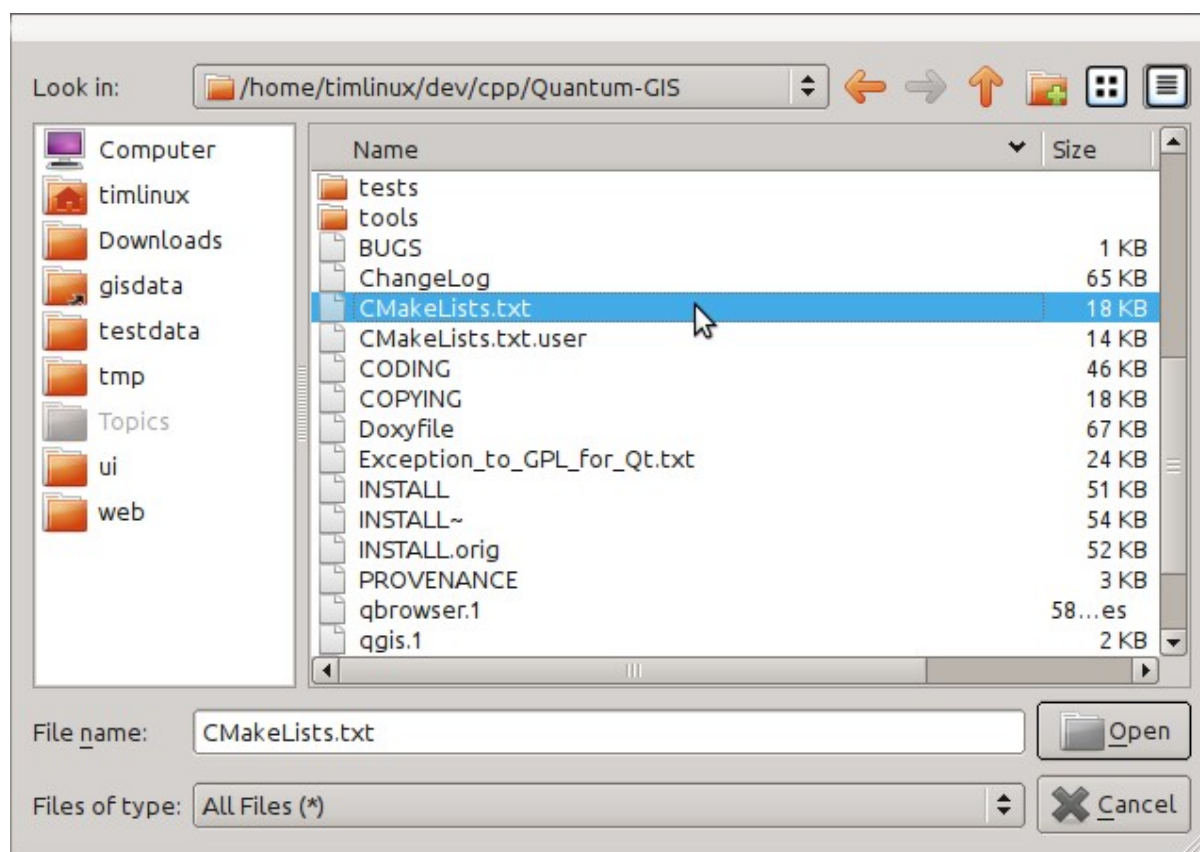 Look in: /home/timlinux/dev/cpp/Quantum-GIS
Computer
timlinux
Downloads
gisdata
testdata
tmp
Topics
ui
web
Name Size
tests
tools
BUGS 1 KB
ChangeLog 65 KB
CMakeLists.txt 18 KB
CMakeLists.txt.user 14 KB
CODING 46 KB
COPYING 18 KB
Doxyfile 67 KB
Exception_to_GPL_for_Qt.txt 24 KB
INSTALL 51 KB
INSTALL~ 54 KB
INSTALL.orig 52 KB
PROVENANCE 3 KB
qbrowser.1 58...es
qgis.1 2 KB
File name: CMakeLists.txt Open
Files of type: All Files (*) Cancel